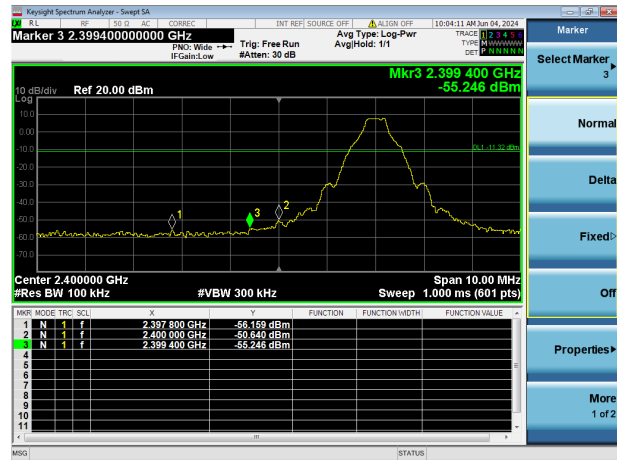 Keysight Spectrum Analyzer - Swept SA
LXI RL RF 50 Ω AC CORREC INT REF SOURCE OFF ALIGN OFF 10:04:11 AM Jun 04, 2024
Marker 3 2.399400000000 GHz
PNO: Wide
IFGain:Low
Trig: Free Run
#Atten: 30 dB
Avg Type: Log-Pwr
Avg|Hold: 1/1
TRACE 1 2 3 4 5 6
TYPE M WWWWW
DET P N N N N N
Mkr3 2.399 400 GHz
-55.246 dBm
10 dB/div Ref 20.00 dBm
Log
10.0
0.00
-10.0
DL1 -11.32 dBm
-20.0
-30.0
-40.0
-50.0
-60.0
-70.0
1
3
2
Center 2.400000 GHz Span 10.00 MHz
#Res BW 100 kHz #VBW 300 kHz Sweep 1.000 ms (601 pts)
MKR MODE TRC SCL X Y FUNCTION FUNCTION WIDTH FUNCTION VALUE
1 N 1 f 2.397 800 GHz -56.159 dBm
2 N 1 f 2.400 000 GHz -50.640 dBm
3 N 1 f 2.399 400 GHz -55.246 dBm
4
5
6
7
8
9
10
11
MSG STATUS
Marker
Select Marker
3
Normal
Delta
Fixed
Off
Properties
More
1 of 2